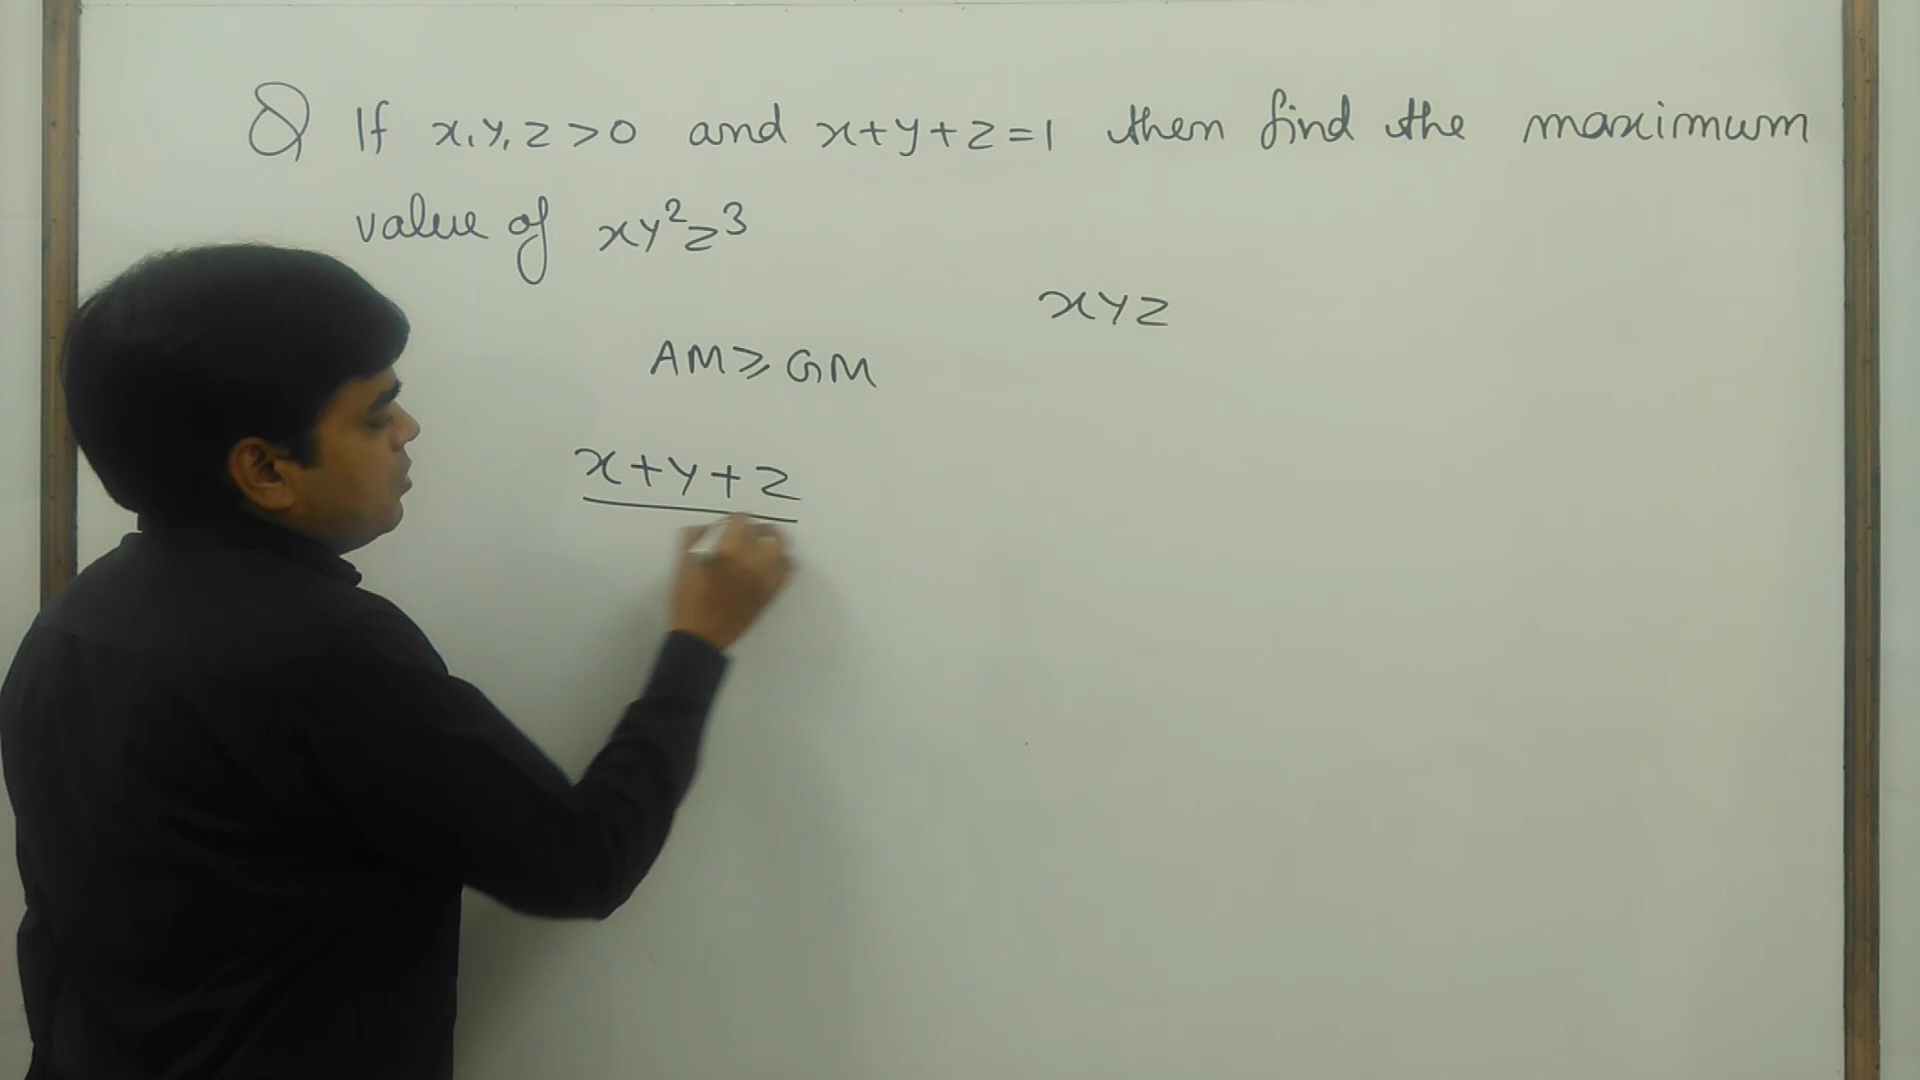 Q If x, y, z > 0 and x+y+z=1 then find the maximum
value of xy²z³
xyz
AM ≥ GM
x+y+z